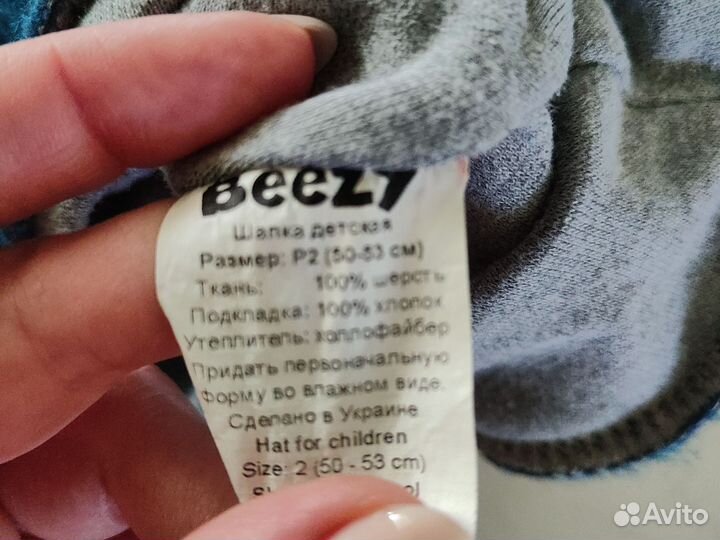 Beezy
Шапка детская
Размер: Р2 (50-53 см)
Ткань: 100% шерсть
Подкладка: 100% хлопок
Утеплитель: холлофайбер
Придать первоначальную
форму во влажном виде.
Сделано в Украине
Hat for children
Size: 2 (50 - 53 cm)
Avito